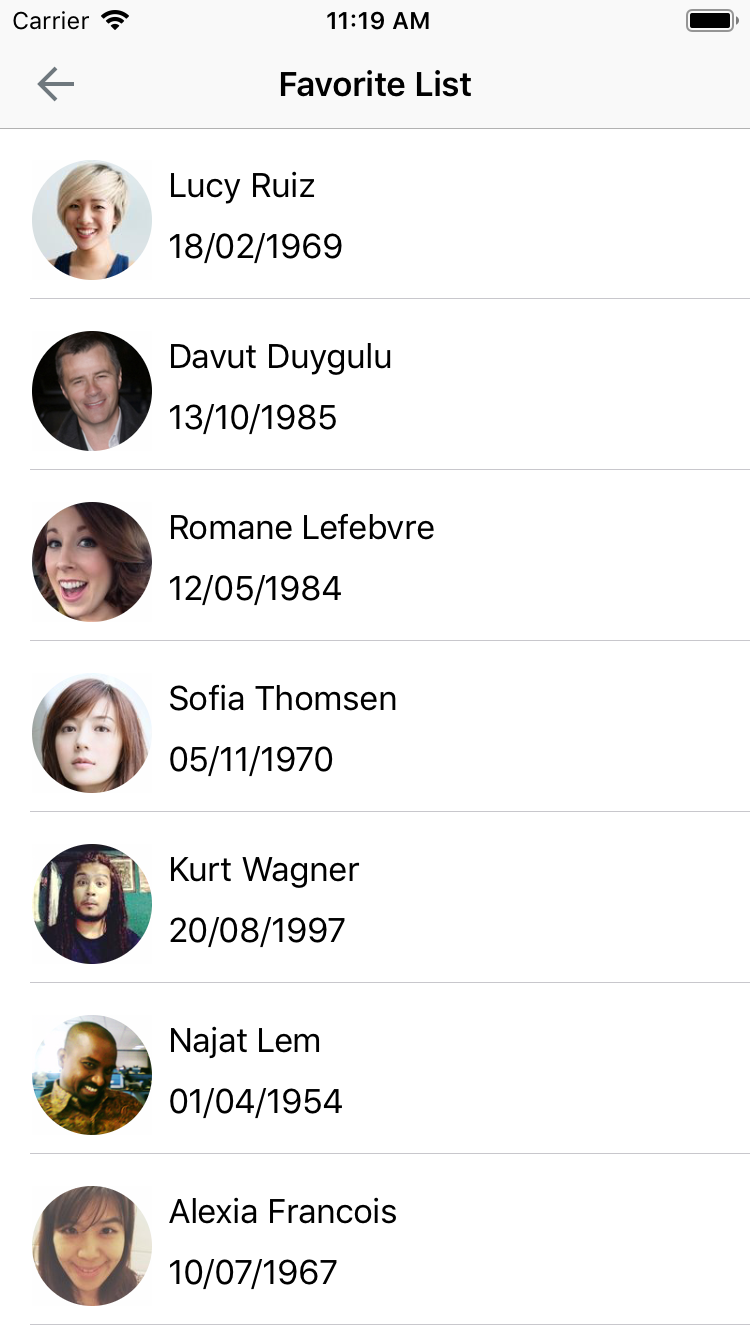 Carrier 11:19 AM
Favorite List
Lucy Ruiz
18/02/1969
Davut Duygulu
13/10/1985
Romane Lefebvre
12/05/1984
Sofia Thomsen
05/11/1970
Kurt Wagner
20/08/1997
Najat Lem
01/04/1954
Alexia Francois
10/07/1967